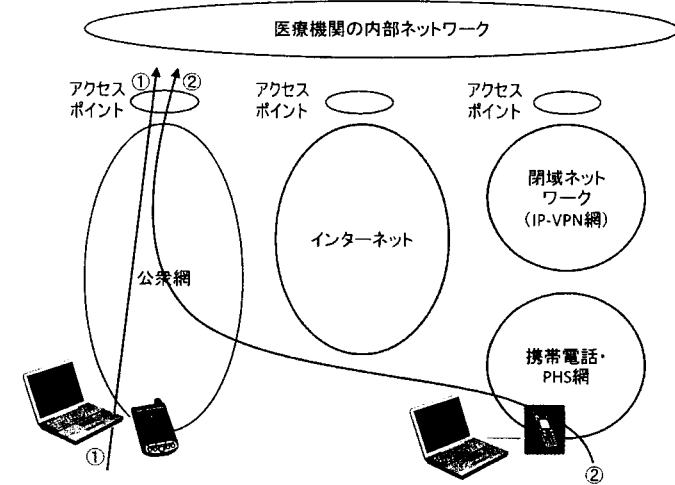 医療機関の内部ネットワーク
①
②
アクセス
ポイント
アクセス
ポイント
アクセス
ポイント
閉域ネット
ワーク
(IP-VPN網)
インターネット
公衆網
携帯電話・
PHS網
①
②